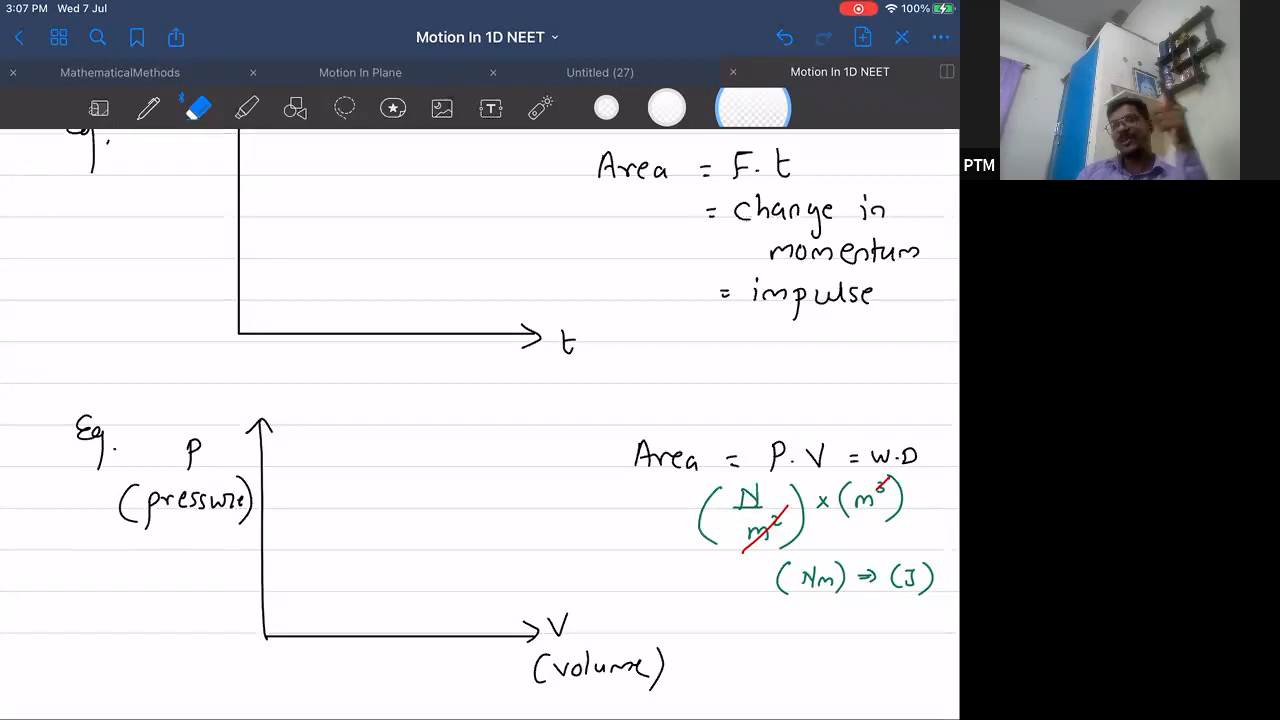 3:07 PM Wed 7 Jul
100%
Motion In 1D NEET
MathematicalMethods
Motion In Plane
Untitled (27)
Motion In 1D NEET
T
PTM
Eg.
Area = F. t
= change in
momentum
= impulse
t
Eg.
P
(pressure)
Area = P. V = W.D
(N/m²) × (m³)
(Nm) ⇒ (J)
V
(volume)